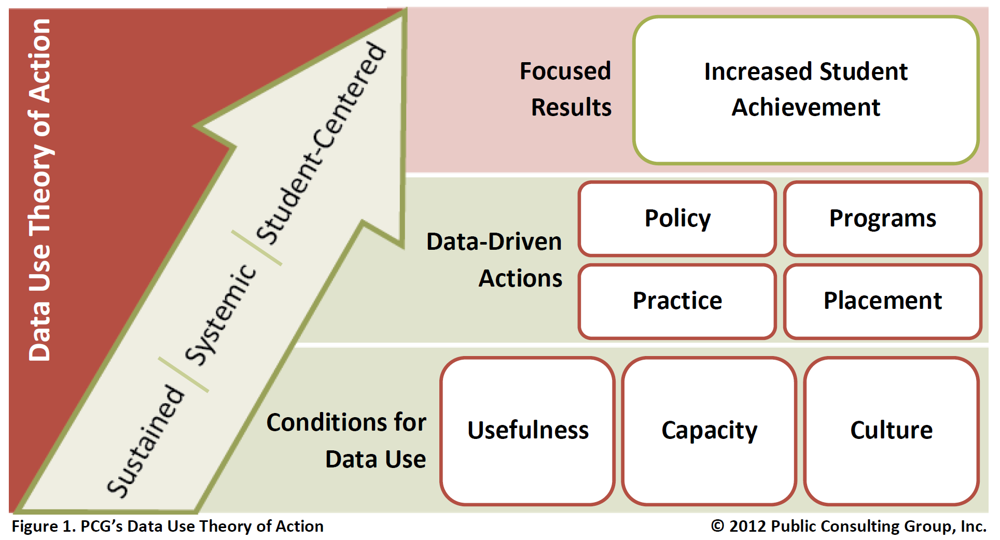 Data Use Theory of Action
Sustained
Systemic
Student-Centered
Focused
Results
Increased Student
Achievement
Data-Driven
Actions
Policy
Programs
Practice
Placement
Conditions for
Data Use
Usefulness
Capacity
Culture
Figure 1. PCG’s Data Use Theory of Action
© 2012 Public Consulting Group, Inc.